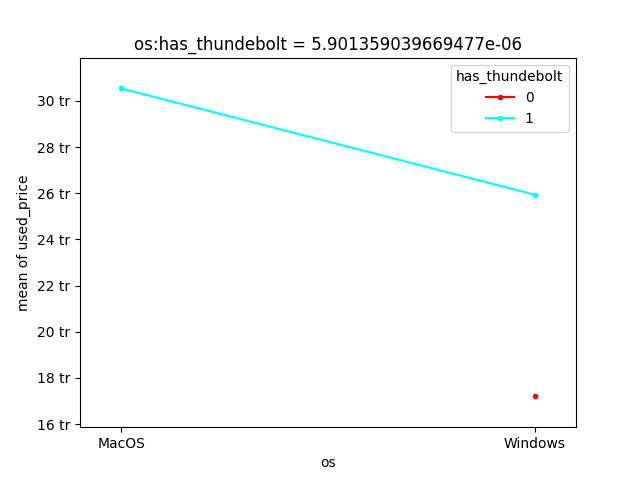 os:has_thundebolt = 5.901359039669477e-06
has_thundebolt
0
1
30 tr
28 tr
26 tr
24 tr
22 tr
20 tr
18 tr
16 tr
mean of used_price
MacOS
Windows
os